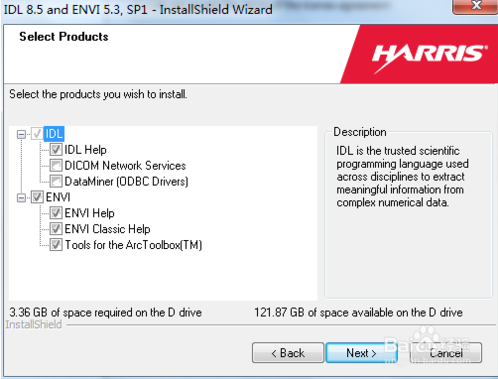 IDL 8.5 and ENVI 5.3, SP1 - InstallShield Wizard
Select Products
HARRIS
Select the products you wish to install.
IDL
IDL Help
DICOM Network Services
DataMiner (ODBC Drivers)
ENVI
ENVI Help
ENVI Classic Help
Tools for the ArcToolbox(TM)
Description
IDL is the trusted scientific
programming language used
across disciplines to extract
meaningful information from
complex numerical data.
3.36 GB of space required on the D drive
121.87 GB of space available on the D drive
InstallShield
< Back
Next >
Cancel